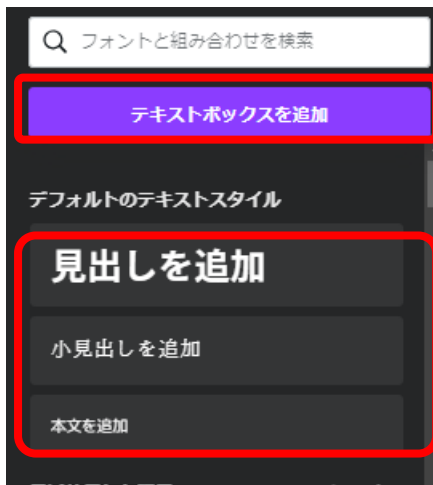 フォントと組み合わせを検索
テキストボックスを追加
デフォルトのテキストスタイル
見出しを追加
小見出しを追加
本文を追加